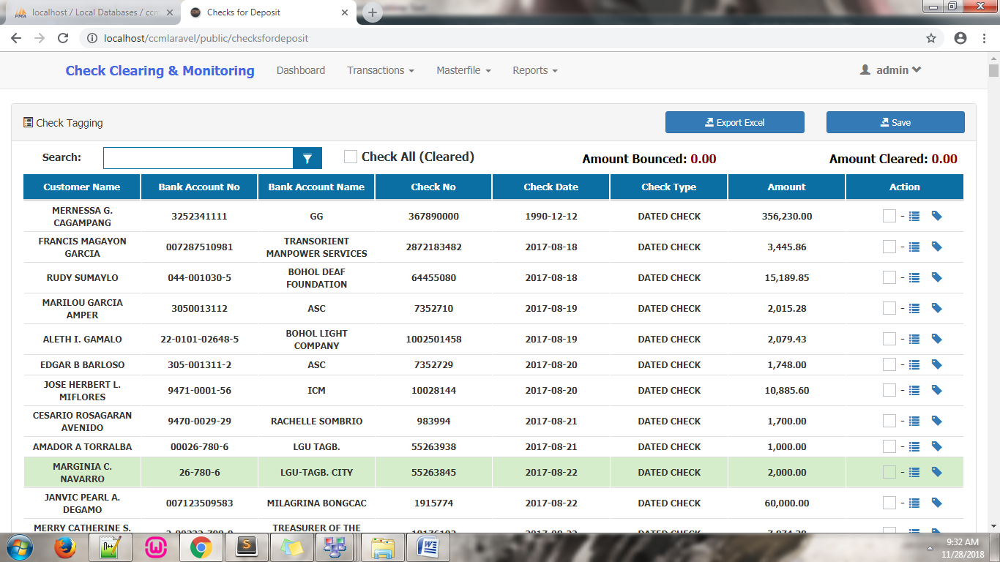 localhost / Local Databases / ccm
Checks for Deposit
localhost/ccmlaravel/public/checksfordeposit
Check Clearing & Monitoring Dashboard Transactions Masterfile Reports admin
Check Tagging Export Excel Save
Search: Check All (Cleared) Amount Bounced: 0.00 Amount Cleared: 0.00
Customer Name Bank Account No Bank Account Name Check No Check Date Check Type Amount Action
MERNESSA G.
CAGAMPANG 3252341111 GG 367890000 1990-12-12 DATED CHECK 356,230.00 -
FRANCIS MAGAYON
GARCIA 007287510981 TRANSORIENT
MANPOWER SERVICES 2872183482 2017-08-18 DATED CHECK 3,445.86 -
RUDY SUMAYLO 044-001030-5 BOHOL DEAF
FOUNDATION 64455080 2017-08-18 DATED CHECK 15,189.85 -
MARILOU GARCIA
AMPER 3050013112 ASC 7352710 2017-08-19 DATED CHECK 2,015.28 -
ALETH I. GAMALO 22-0101-02648-5 BOHOL LIGHT
COMPANY 1002501458 2017-08-19 DATED CHECK 2,079.43 -
EDGAR B BARLOSO 305-001311-2 ASC 7352729 2017-08-20 DATED CHECK 1,748.00 -
JOSE HERBERT L.
MIFLORES 9471-0001-56 ICM 10028144 2017-08-20 DATED CHECK 10,885.60 -
CESARIO ROSAGARAN
AVENIDO 9470-0029-29 RACHELLE SOMBRIO 983994 2017-08-21 DATED CHECK 1,700.00 -
AMADOR A TORRALBA 00026-780-6 LGU TAGB. 55263938 2017-08-21 DATED CHECK 1,000.00 -
MARGINIA C.
NAVARRO 26-780-6 LGU-TAGB. CITY 55263845 2017-08-22 DATED CHECK 2,000.00 -
JANVIC PEARL A.
DEGAMO 007123509583 MILAGRINA BONGCAC 1915774 2017-08-22 DATED CHECK 60,000.00 -
MERRY CATHERINE S. TREASURER OF THE
DATED CHECK
9:32 AM
11/28/2018